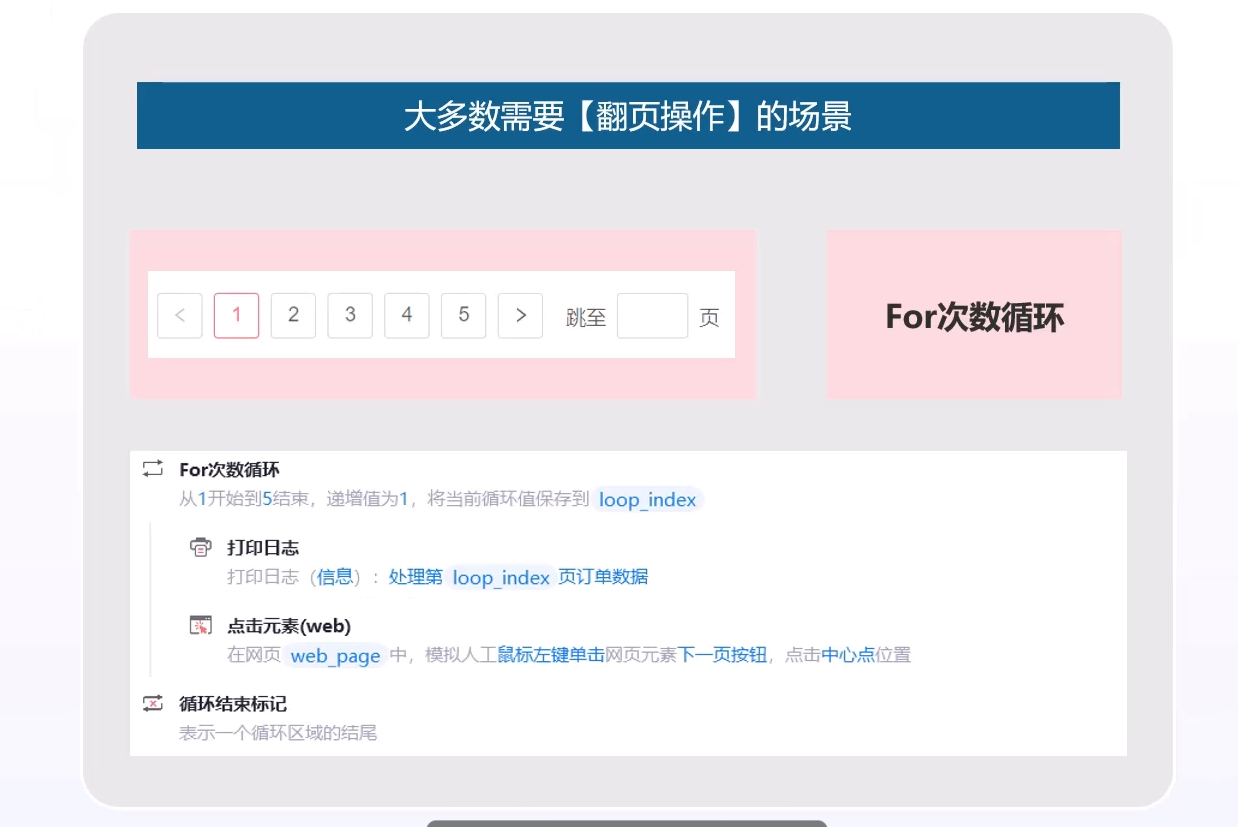 大多数需要【翻页操作】的场景
< 1 2 3 4 5 > 跳至 页
For次数循环
For次数循环
从1开始到5结束，递增值为1，将当前循环值保存到 loop_index
打印日志
打印日志（信息）：处理第 loop_index 页订单数据
点击元素(web)
在网页 web_page 中，模拟人工鼠标左键单击网页元素下一页按钮，点击中心点位置
循环结束标记
表示一个循环区域的结尾